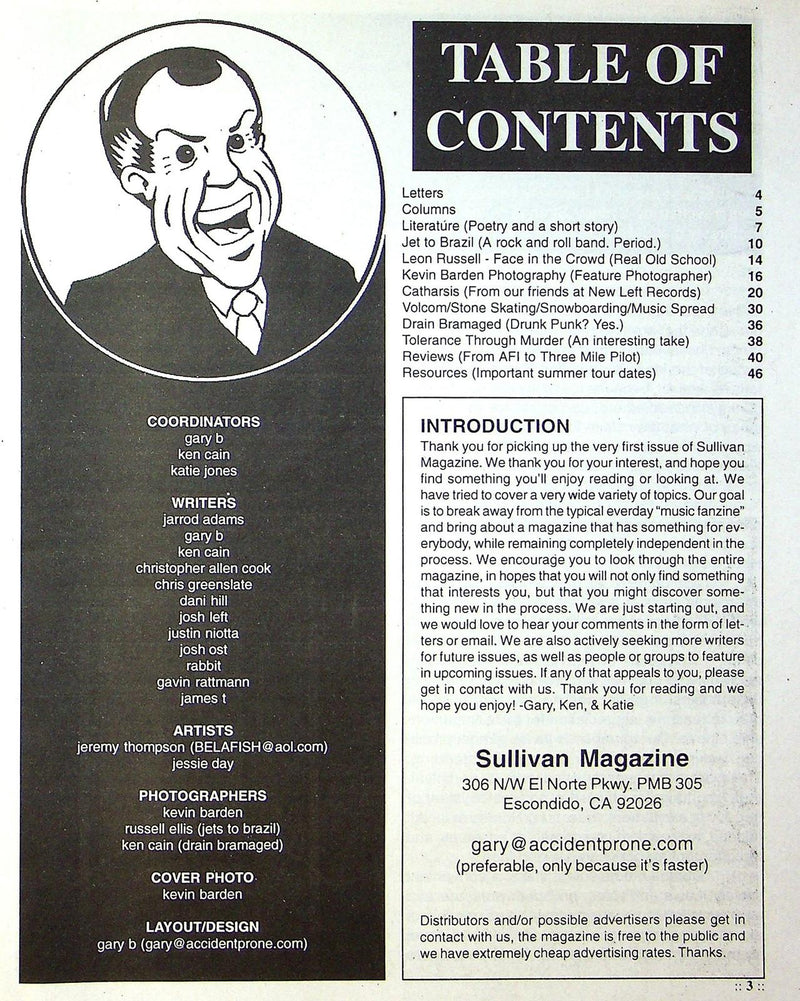 TABLE OF
CONTENTS
Letters 4
Columns 5
Literature (Poetry and a short story) 7
Jet to Brazil (A rock and roll band. Period.) 10
Leon Russell - Face in the Crowd (Real Old School) 14
Kevin Barden Photography (Feature Photographer) 16
Catharsis (From our friends at New Left Records) 20
Volcom/Stone Skating/Snowboarding/Music Spread 30
Drain Bramaged (Drunk Punk? Yes.) 36
Tolerance Through Murder (An interesting take) 38
Reviews (From AFI to Three Mile Pilot) 40
Resources (Important summer tour dates) 46
COORDINATORS
gary b
ken cain
katie jones
WRITERS
jarrod adams
gary b
ken cain
christopher allen cook
chris greenslate
dani hill
josh left
justin niotta
josh ost
rabbit
gavin rattmann
james t
ARTISTS
jeremy thompson (BELAFISH@aol.com)
jessie day
PHOTOGRAPHERS
kevin barden
russell ellis (jets to brazil)
ken cain (drain bramaged)
COVER PHOTO
kevin barden
LAYOUT/DESIGN
gary b (gary@accidentprone.com)
INTRODUCTION
Thank you for picking up the very first issue of Sullivan
Magazine. We thank you for your interest, and hope you
find something you'll enjoy reading or looking at. We
have tried to cover a very wide variety of topics. Our goal
is to break away from the typical everday "music fanzine"
and bring about a magazine that has something for ev-
erybody, while remaining completely independent in the
process. We encourage you to look through the entire
magazine, in hopes that you will not only find something
that interests you, but that you might discover some-
thing new in the process. We are just starting out, and
we would love to hear your comments in the form of let-
ters or email. We are also actively seeking more writers
for future issues, as well as people or groups to feature
in upcoming issues. If any of that appeals to you, please
get in contact with us. Thank you for reading and we
hope you enjoy! -Gary, Ken, & Katie
Sullivan Magazine
306 N/W El Norte Pkwy. PMB 305
Escondido, CA 92026
gary@accidentprone.com
(preferable, only because it's faster)
Distributors and/or possible advertisers please get in
contact with us, the magazine is free to the public and
we have extremely cheap advertising rates. Thanks.
:: 3 ::